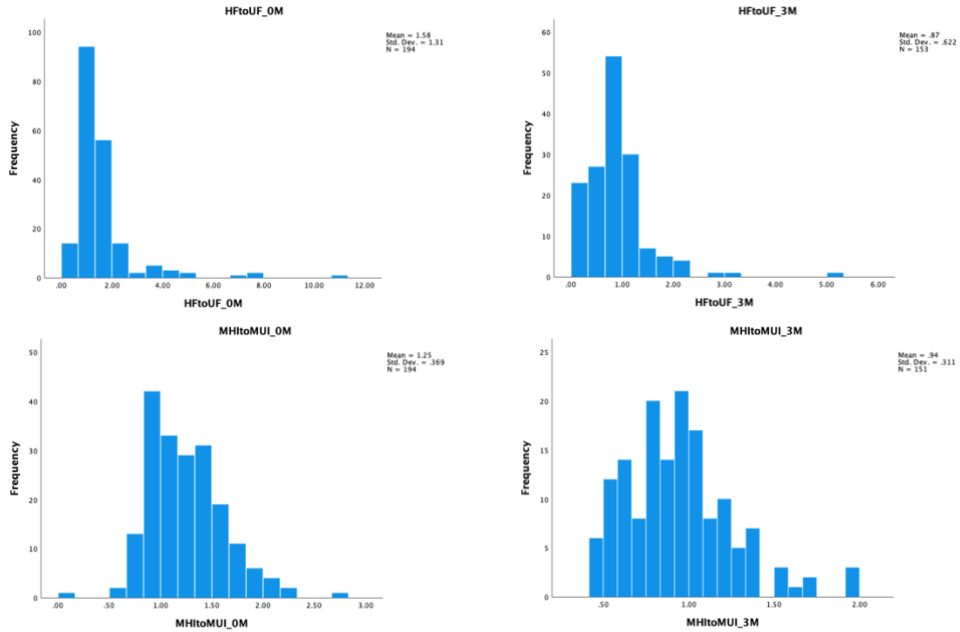 HFtoUF_0M
Mean = 1.58
Std. Dev. = 1.31
N = 194
Frequency
100
80
60
40
20
0
.00 2.00 4.00 6.00 8.00 10.00 12.00
HFtoUF_0M
HFtoUF_3M
Mean = .87
Std. Dev. = .622
N = 153
Frequency
60
50
40
30
20
10
0
.00 1.00 2.00 3.00 4.00 5.00 6.00
HFtoUF_3M
MHItoMUI_0M
Mean = 1.25
Std. Dev. = .369
N = 194
Frequency
50
40
30
20
10
0
.00 .50 1.00 1.50 2.00 2.50 3.00
MHItoMUI_0M
MHItoMUI_3M
Mean = .94
Std. Dev. = .311
N = 151
Frequency
25
20
15
10
5
0
.50 1.00 1.50 2.00
MHItoMUI_3M